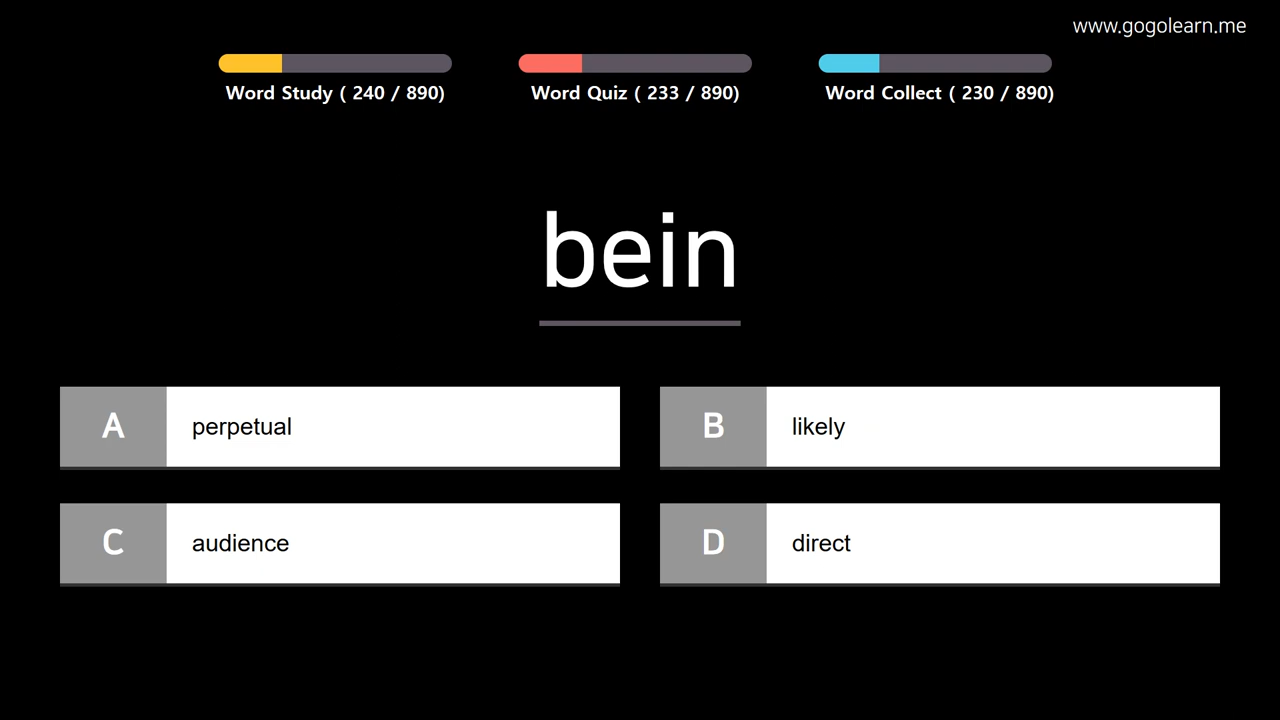 www.gogolearn.me
Word Study ( 240 / 890)
Word Quiz ( 233 / 890)
Word Collect ( 230 / 890)
bein
A perpetual
B likely
C audience
D direct